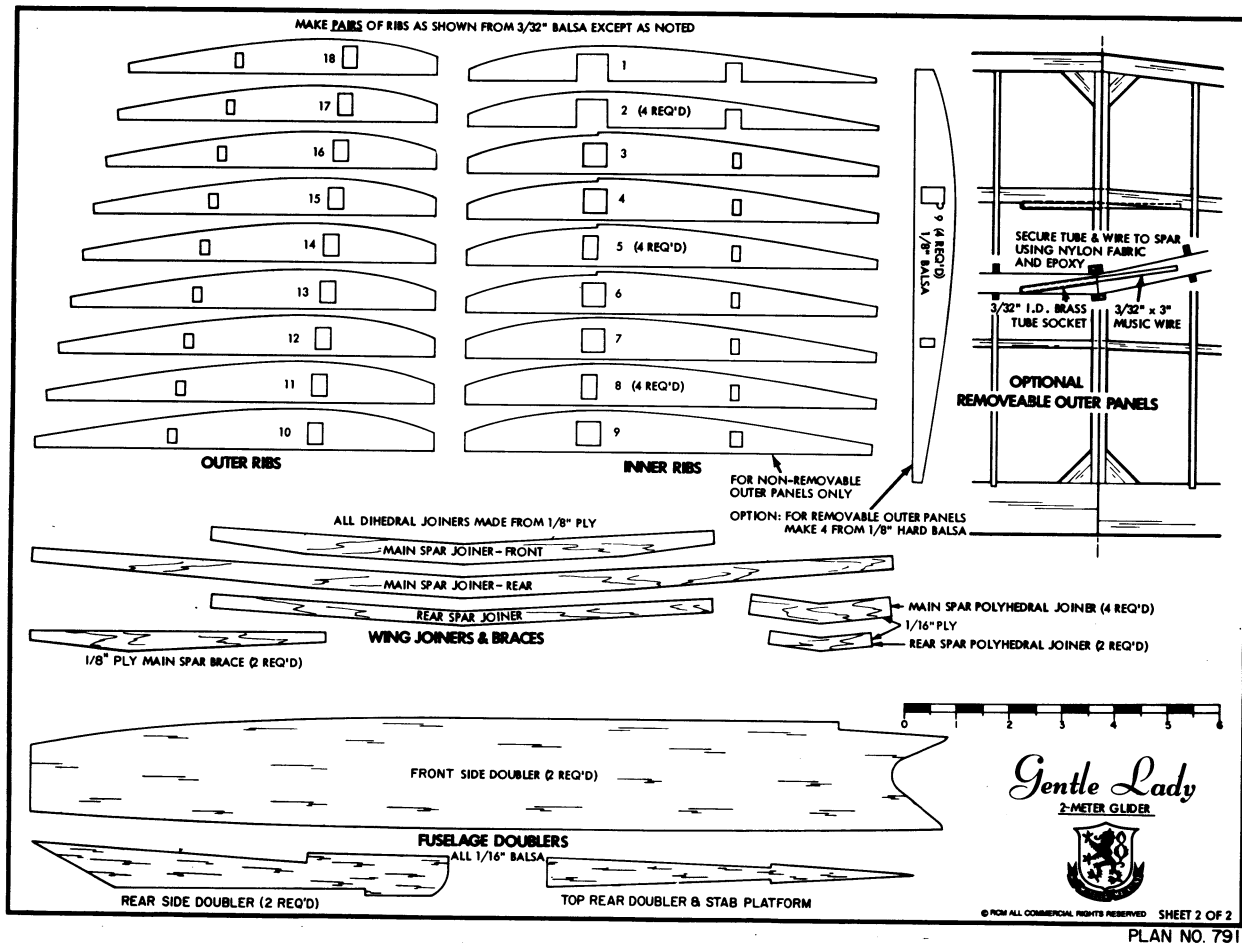 MAKE PAIRS OF RIBS AS SHOWN FROM 3/32" BALSA EXCEPT AS NOTED
18
17
16
15
14
13
12
11
10
OUTER RIBS
1
2 (4 REQ'D)
3
4
5 (4 REQ'D)
6
7
8 (4 REQ'D)
9
INNER RIBS
FOR NON-REMOVABLE
OUTER PANELS ONLY
9 (4 REQ'D)
1/8" BALSA
OPTION: FOR REMOVABLE OUTER PANELS
MAKE 4 FROM 1/8" HARD BALSA
SECURE TUBE & WIRE TO SPAR
USING NYLON FABRIC
AND EPOXY
3/32" I.D. BRASS
TUBE SOCKET
3/32" x 3"
MUSIC WIRE
OPTIONAL
REMOVEABLE OUTER PANELS
ALL DIHEDRAL JOINERS MADE FROM 1/8" PLY
MAIN SPAR JOINER-FRONT
MAIN SPAR JOINER-REAR
REAR SPAR JOINER
WING JOINERS & BRACES
1/8" PLY MAIN SPAR BRACE (2 REQ'D)
MAIN SPAR POLYHEDRAL JOINER (4 REQ'D)
1/16" PLY
REAR SPAR POLYHEDRAL JOINER (2 REQ'D)
0 1 2 3 4 5 6
FRONT SIDE DOUBLER (2 REQ'D)
FUSELAGE DOUBLERS
ALL 1/16" BALSA
REAR SIDE DOUBLER (2 REQ'D)
TOP REAR DOUBLER & STAB PLATFORM
Gentle Lady
2-METER GLIDER
© RCM ALL COMMERCIAL RIGHTS RESERVED SHEET 2 OF 2
PLAN NO. 791